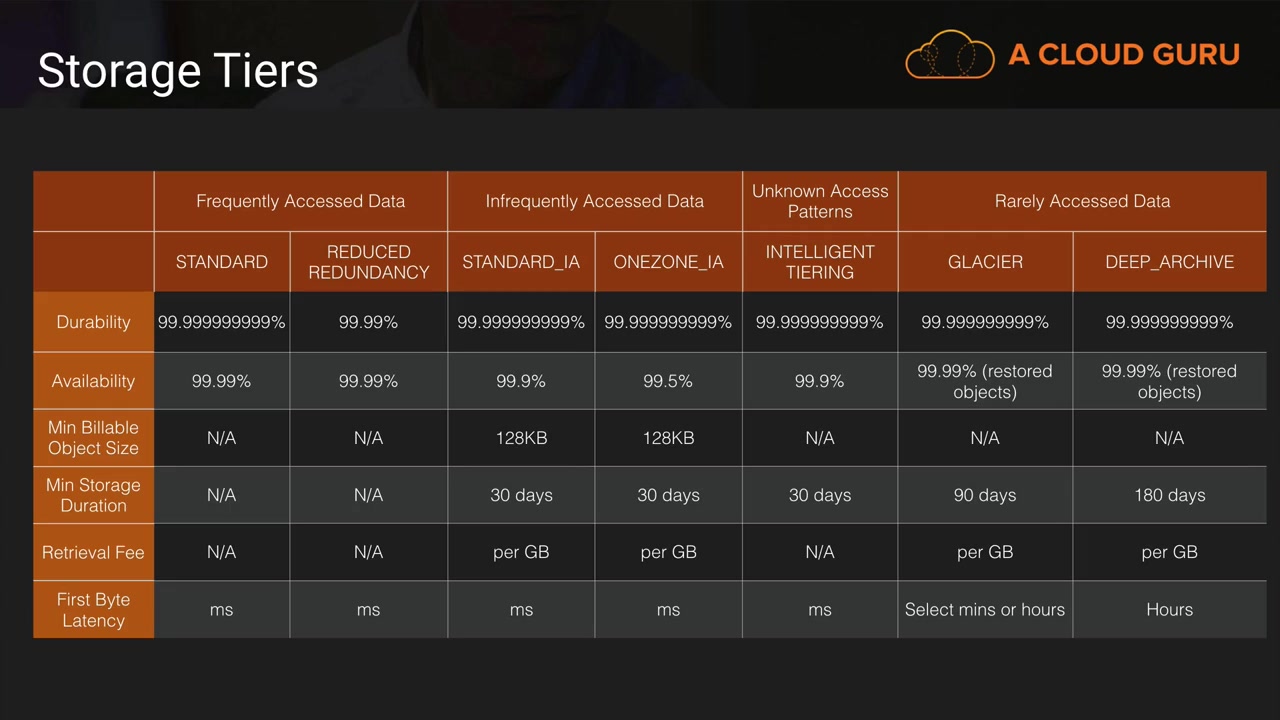 Storage Tiers
A CLOUD GURU
Frequently Accessed Data
Infrequently Accessed Data
Unknown Access
Patterns
Rarely Accessed Data
STANDARD
REDUCED
REDUNDANCY
STANDARD_IA
ONEZONE_IA
INTELLIGENT
TIERING
GLACIER
DEEP_ARCHIVE
Durability
99.999999999%
99.99%
99.999999999%
99.999999999%
99.999999999%
99.999999999%
99.999999999%
Availability
99.99%
99.99%
99.9%
99.5%
99.9%
99.99% (restored
objects)
99.99% (restored
objects)
Min Billable
Object Size
N/A
N/A
128KB
128KB
N/A
N/A
N/A
Min Storage
Duration
N/A
N/A
30 days
30 days
30 days
90 days
180 days
Retrieval Fee
N/A
N/A
per GB
per GB
N/A
per GB
per GB
First Byte
Latency
ms
ms
ms
ms
ms
Select mins or hours
Hours